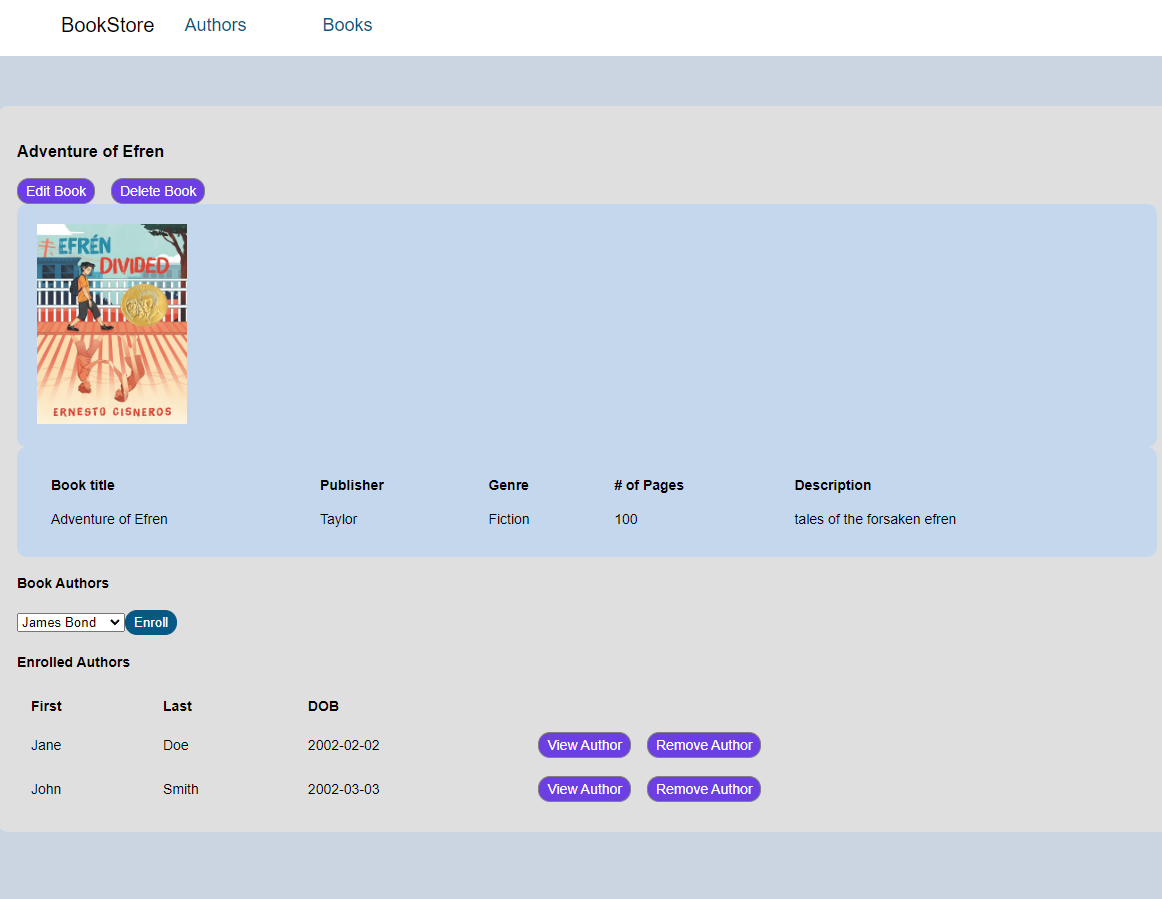 BookStore Authors Books
Adventure of Efren
Edit Book Delete Book
EFRÉN
DIVIDED
ERNESTO CISNEROS
Book title Publisher Genre # of Pages Description
Adventure of Efren Taylor Fiction 100 tales of the forsaken efren
Book Authors
James Bond Enroll
Enrolled Authors
First Last DOB
Jane Doe 2002-02-02 View Author Remove Author
John Smith 2002-03-03 View Author Remove Author